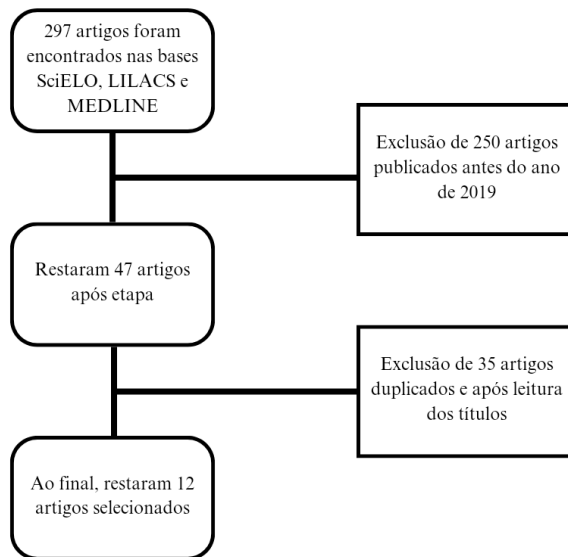 297 artigos foram
encontrados nas bases
SciELO, LILACS e
MEDLINE
Exclusão de 250 artigos
publicados antes do ano
de 2019
Restaram 47 artigos
após etapa
Exclusão de 35 artigos
duplicados e após leitura
dos títulos
Ao final, restaram 12
artigos selecionados